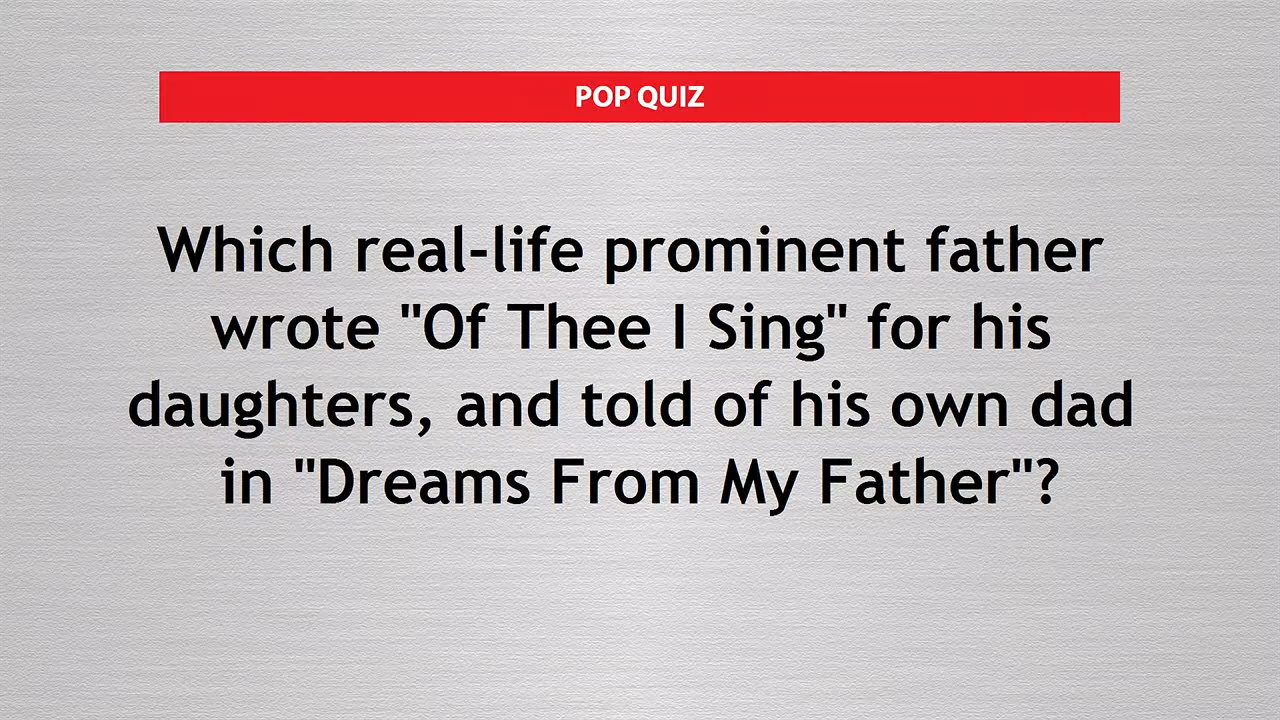 POP QUIZ
Which real-life prominent father
wrote "Of Thee I Sing" for his
daughters, and told of his own dad
in "Dreams From My Father"?